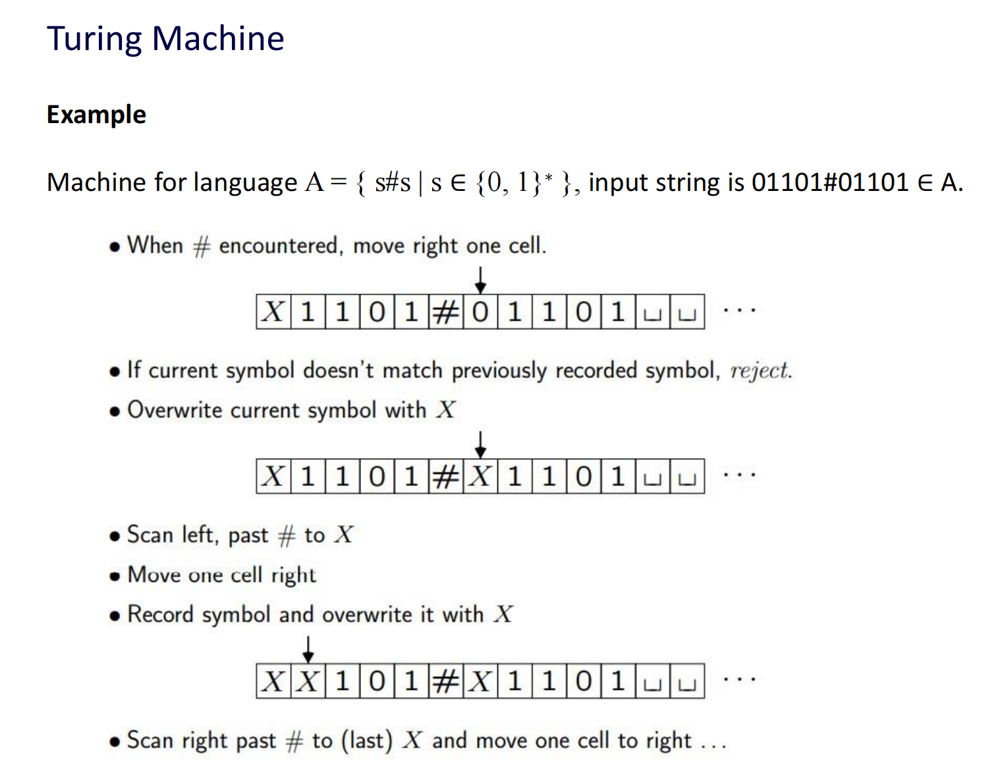 Turing Machine
Example
Machine for language A = { s#s | s ∈ {0, 1}* }, input string is 01101#01101 ∈ A.
• When # encountered, move right one cell.
X 1 1 0 1 # 0 1 1 0 1 ⊔ ⊔ ···
• If current symbol doesn't match previously recorded symbol, reject.
• Overwrite current symbol with X
X 1 1 0 1 # X 1 1 0 1 ⊔ ⊔ ···
• Scan left, past # to X
• Move one cell right
• Record symbol and overwrite it with X
X X 1 0 1 # X 1 1 0 1 ⊔ ⊔ ···
• Scan right past # to (last) X and move one cell to right ...